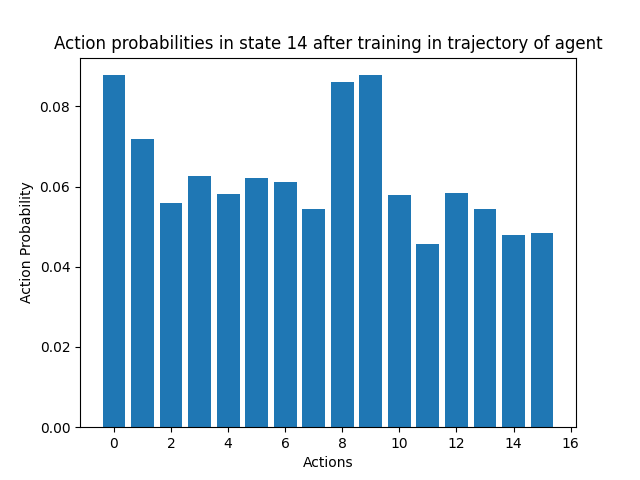 Action probabilities in state 14 after training in trajectory of agent
Action Probability
0.08
0.06
0.04
0.02
0.00
0 2 4 6 8 10 12 14 16
Actions